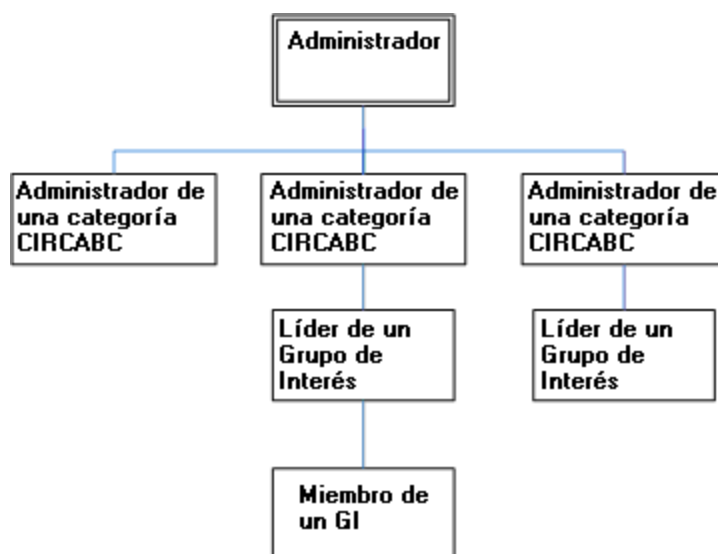 Administrador
Administrador de
una categoría
CIRCABC
Administrador de
una categoría
CIRCABC
Administrador de
una categoría
CIRCABC
Líder de un
Grupo de
Interés
Líder de un
Grupo de
Interés
Miembro de
un GI